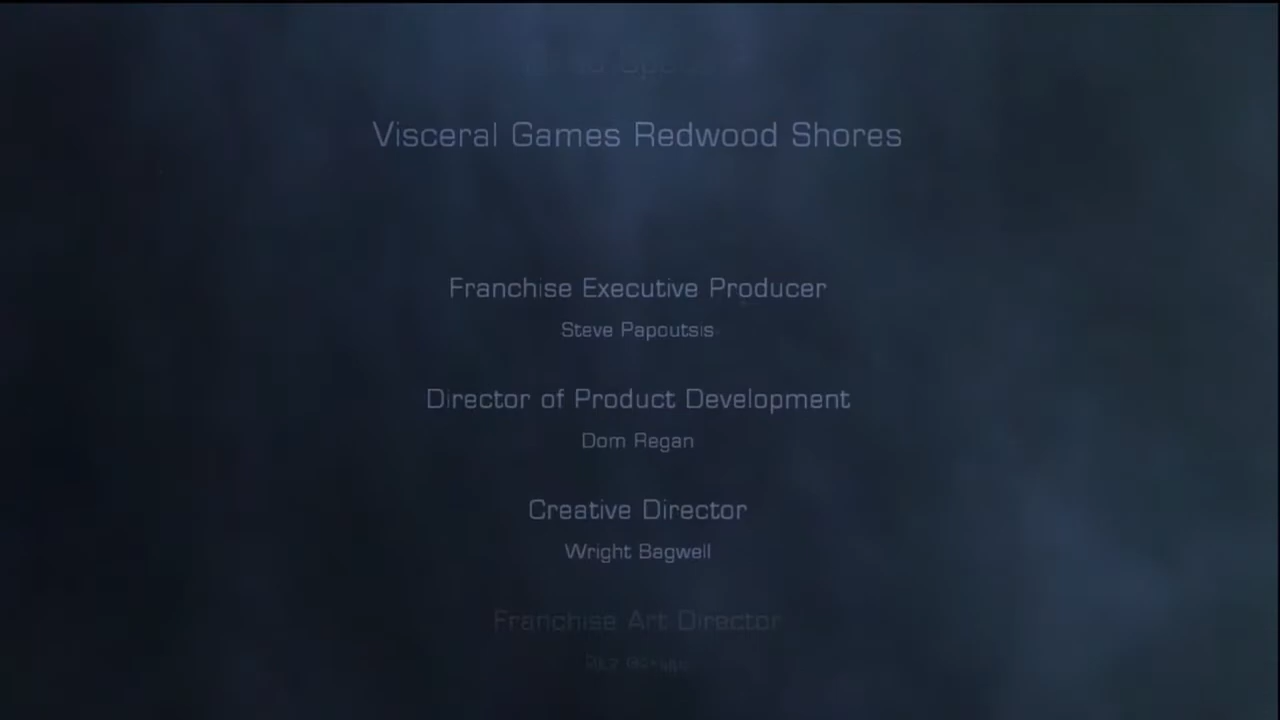 Visceral Games Redwood Shores
Franchise Executive Producer
Steve Papoutsis
Director of Product Development
Dom Regan
Creative Director
Wright Bagwell
Franchise Art Director